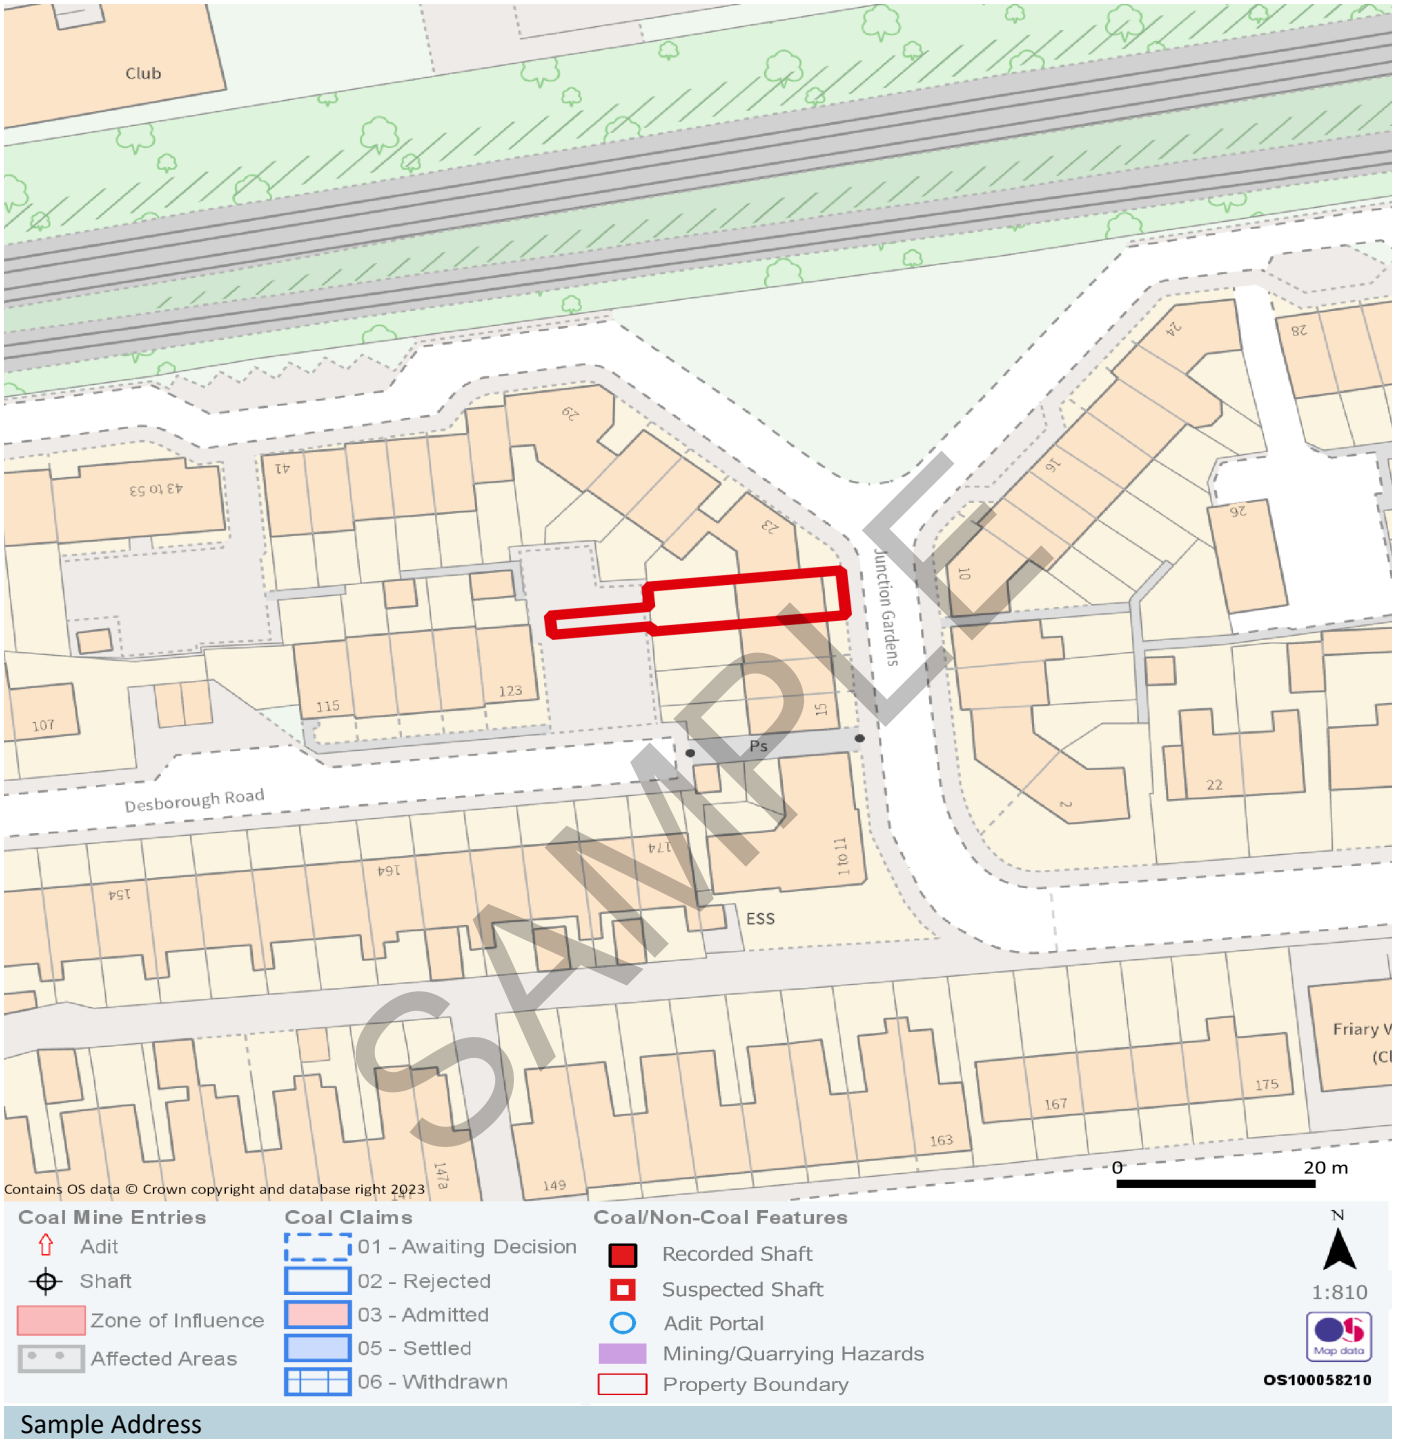 Club
24
28
29
41
43 to 53
16
26
23
10
Junction Gardens
123
115
107
15
Ps
Desborough Road
22
2
174
164
154
1 to 11
ESS
Friary W
(Cl
175
167
163
149
147a
147
0 20 m
Contains OS data © Crown copyright and database right 2023
SAMPLE
Coal Mine Entries
Adit
Shaft
Zone of Influence
Affected Areas
Coal Claims
01 - Awaiting Decision
02 - Rejected
03 - Admitted
05 - Settled
06 - Withdrawn
Coal/Non-Coal Features
Recorded Shaft
Suspected Shaft
Adit Portal
Mining/Quarrying Hazards
Property Boundary
N
1:810
OS
Map data
OS100058210
Sample Address